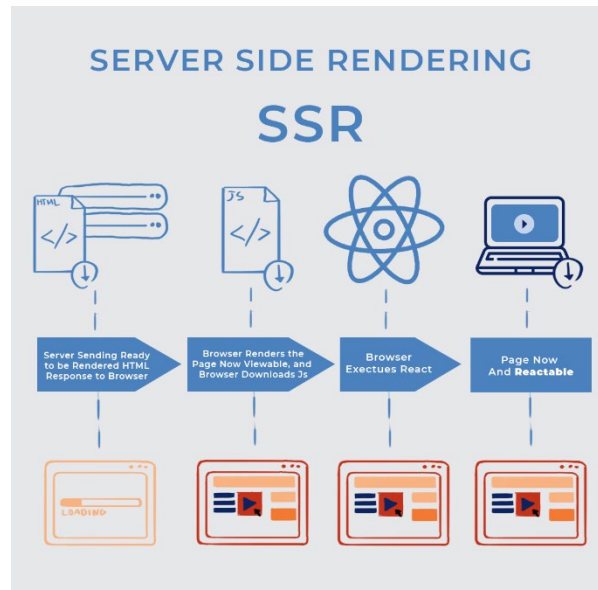 SERVER SIDE RENDERING
SSR
HTML
</>
JS
</>
Server Sending Ready
to be Rendered HTML
Response to Browser
Browser Renders the
Page Now Viewable, and
Browser Downloads Js
Browser
Exectues React
Page Now
And Reactable
LOADING